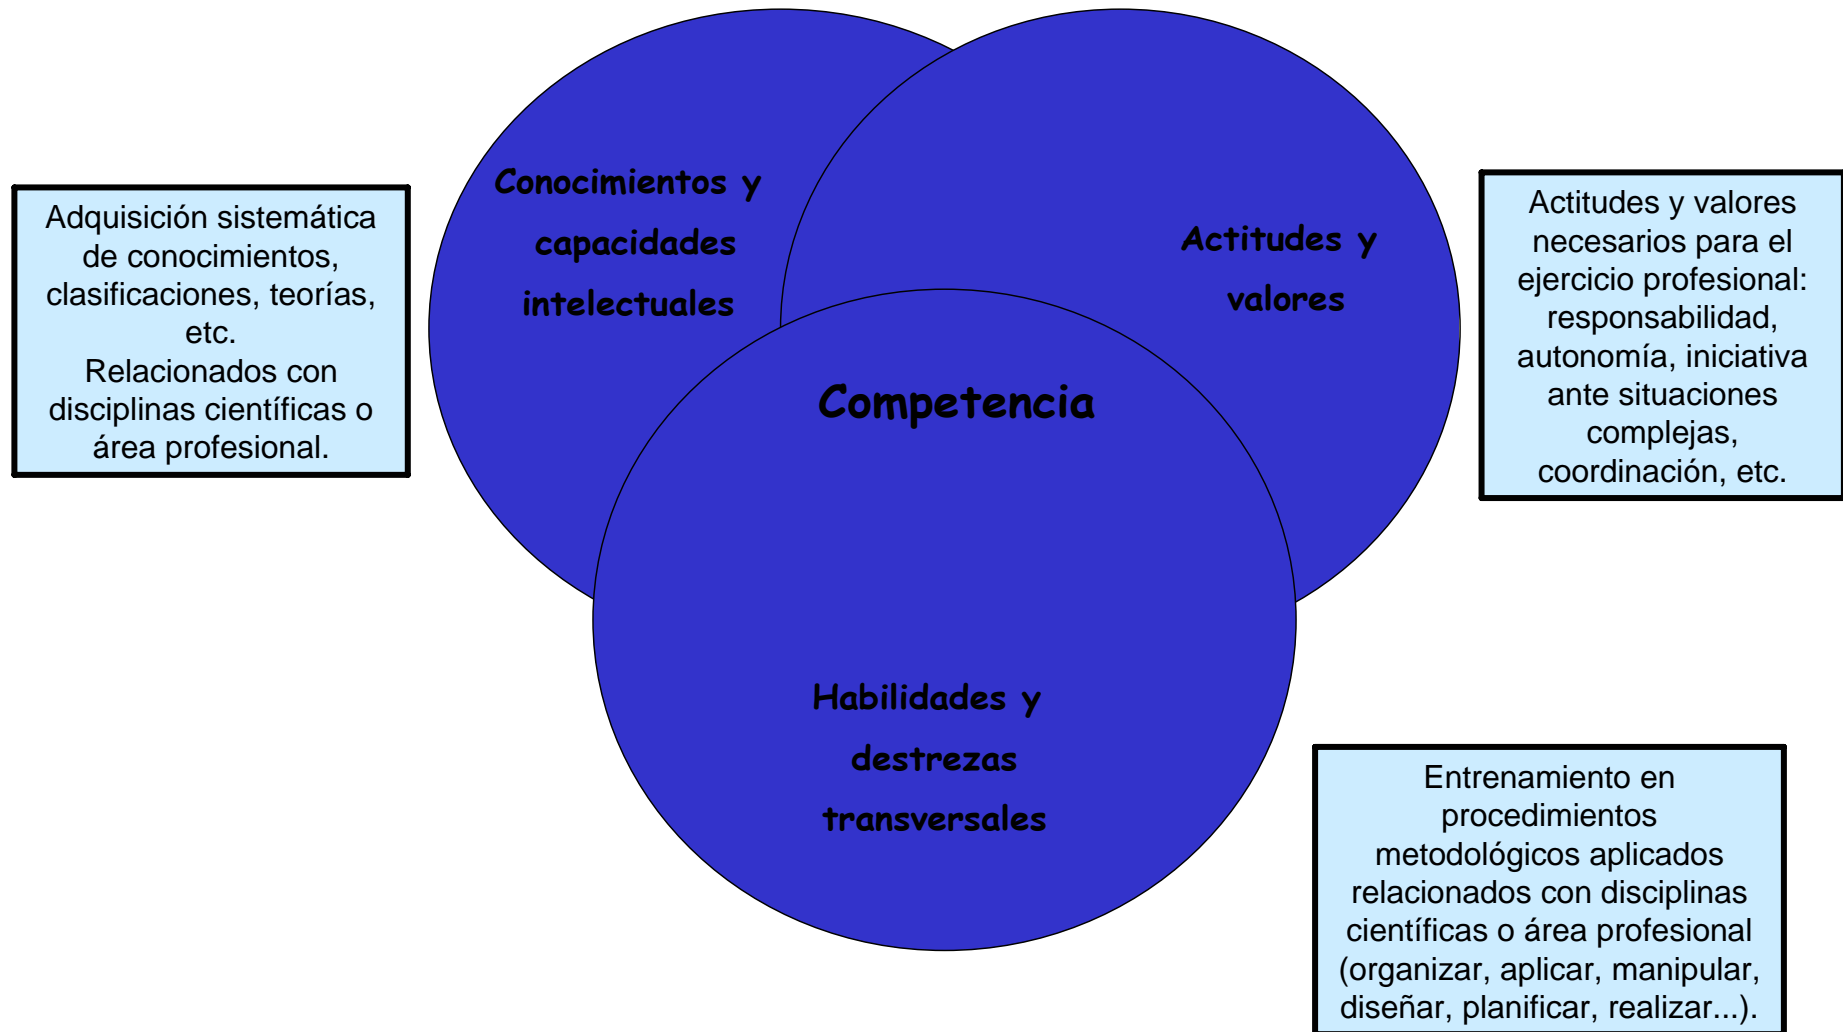 Conocimientos y
capacidades
intelectuales
Adquisición sistemática
de conocimientos,
clasificaciones, teorías,
etc.
Relacionados con
disciplinas científicas o
área profesional.
Actitudes y
valores
Actitudes y valores
necesarios para el
ejercicio profesional:
responsabilidad,
autonomía, iniciativa
ante situaciones
complejas,
coordinación, etc.
Competencia
Habilidades y
destrezas
transversales
Entrenamiento en
procedimientos
metodológicos aplicados
relacionados con disciplinas
científicas o área profesional
(organizar, aplicar, manipular,
diseñar, planificar, realizar...).